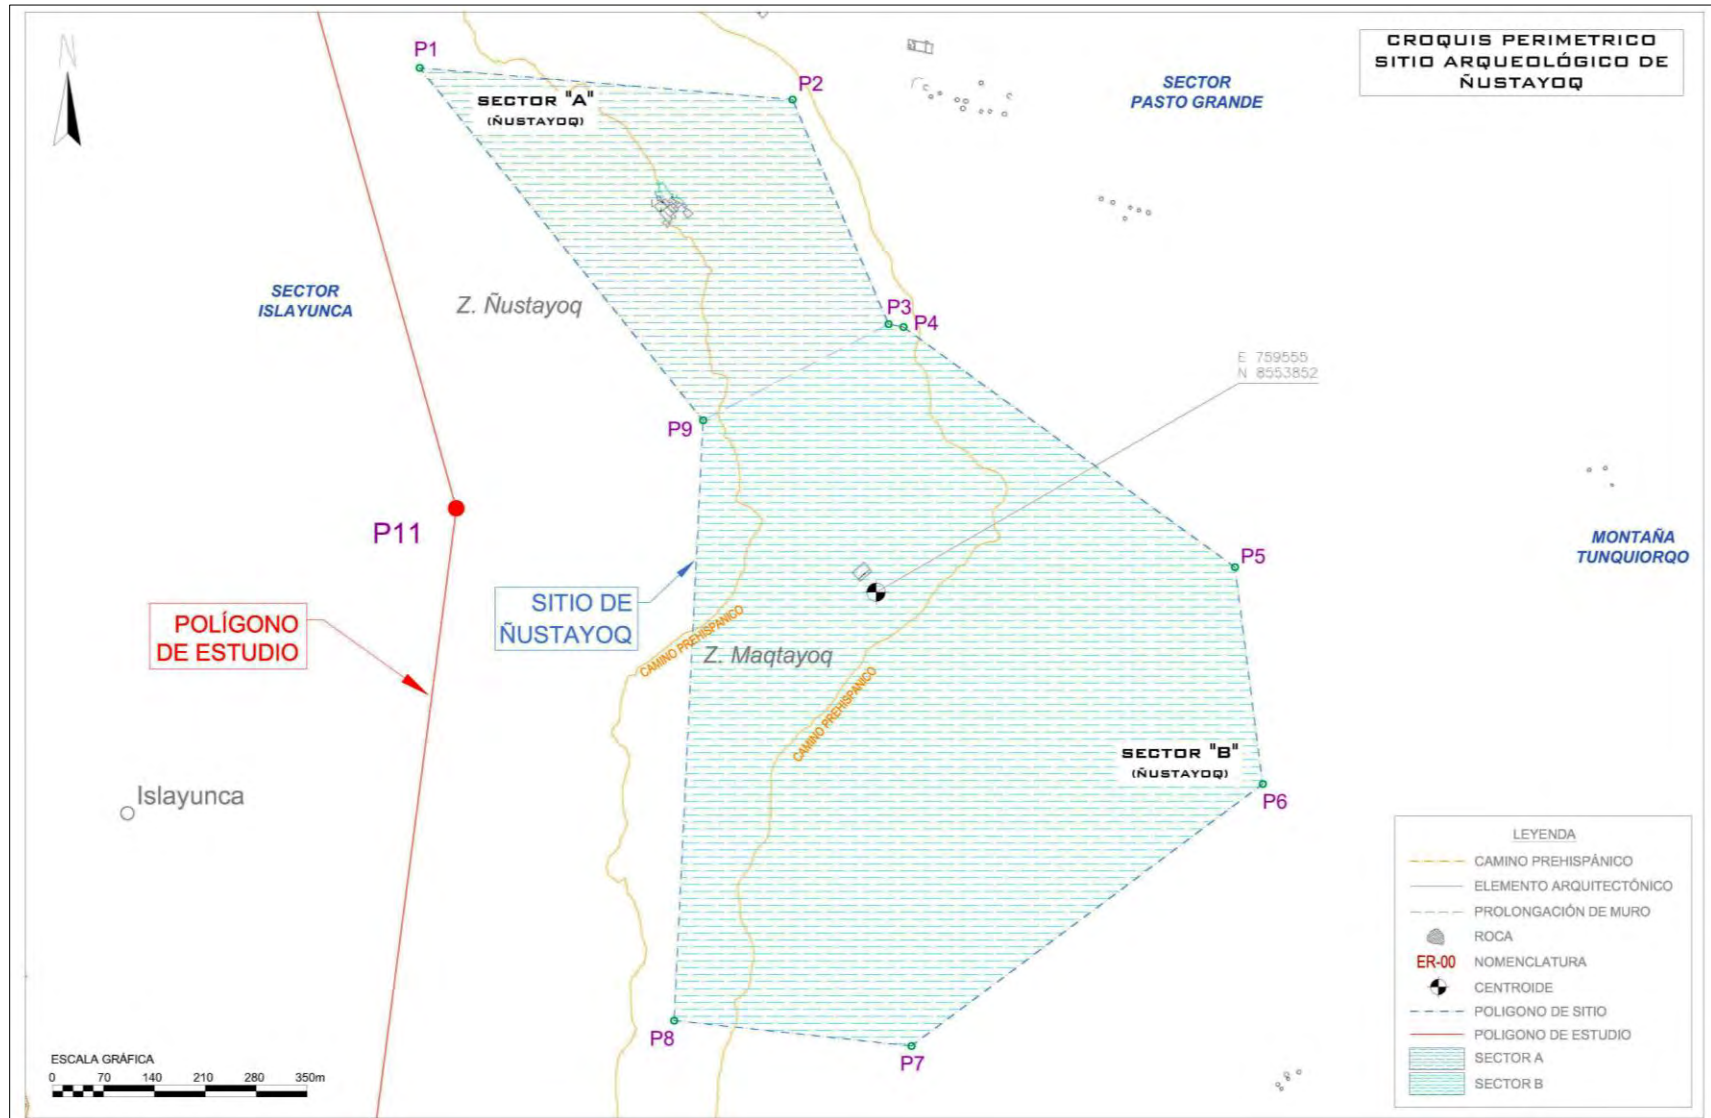 N
CROQUIS PERIMETRICO
SITIO ARQUEOLÓGICO DE
ÑUSTAYOQ
P1
P2
SECTOR "A"
(ÑUSTAYOQ)
SECTOR
PASTO GRANDE
SECTOR
ISLAYUNCA
Z. Ñustayoq
P3
P4
E 759555
N 8553852
P9
P11
P5
MONTAÑA
TUNQUIORQO
SITIO DE
ÑUSTAYOQ
POLÍGONO
DE ESTUDIO
CAMINO PREHISPANICO
Z. Maqtayoq
CAMINO PREHISPANICO
SECTOR "B"
(ÑUSTAYOQ)
P6
Islayunca
P8
P7
LEYENDA
CAMINO PREHISPÁNICO
ELEMENTO ARQUITECTÓNICO
PROLONGACIÓN DE MURO
ROCA
ER-00 NOMENCLATURA
CENTROIDE
POLIGONO DE SITIO
POLIGONO DE ESTUDIO
SECTOR A
SECTOR B
ESCALA GRÁFICA
0 70 140 210 280 350m